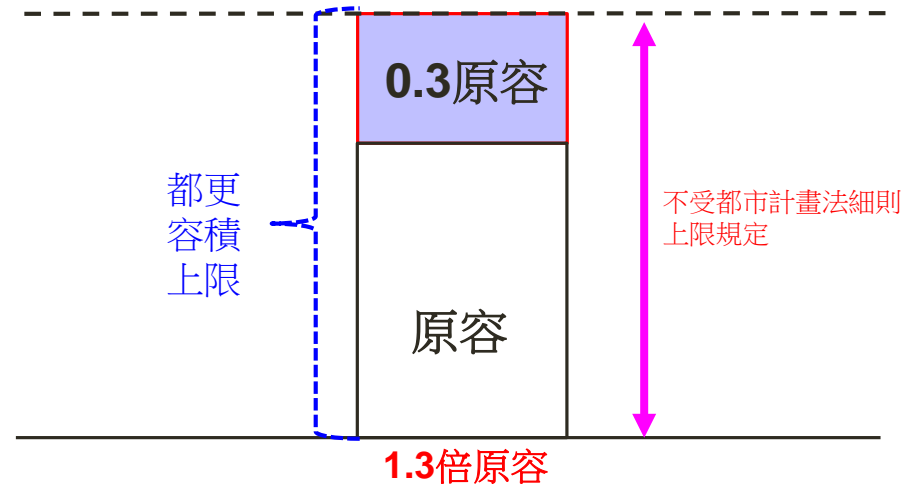 0.3原容
都更
容積
上限
不受都市計畫法細則
上限規定
原容
1.3倍原容